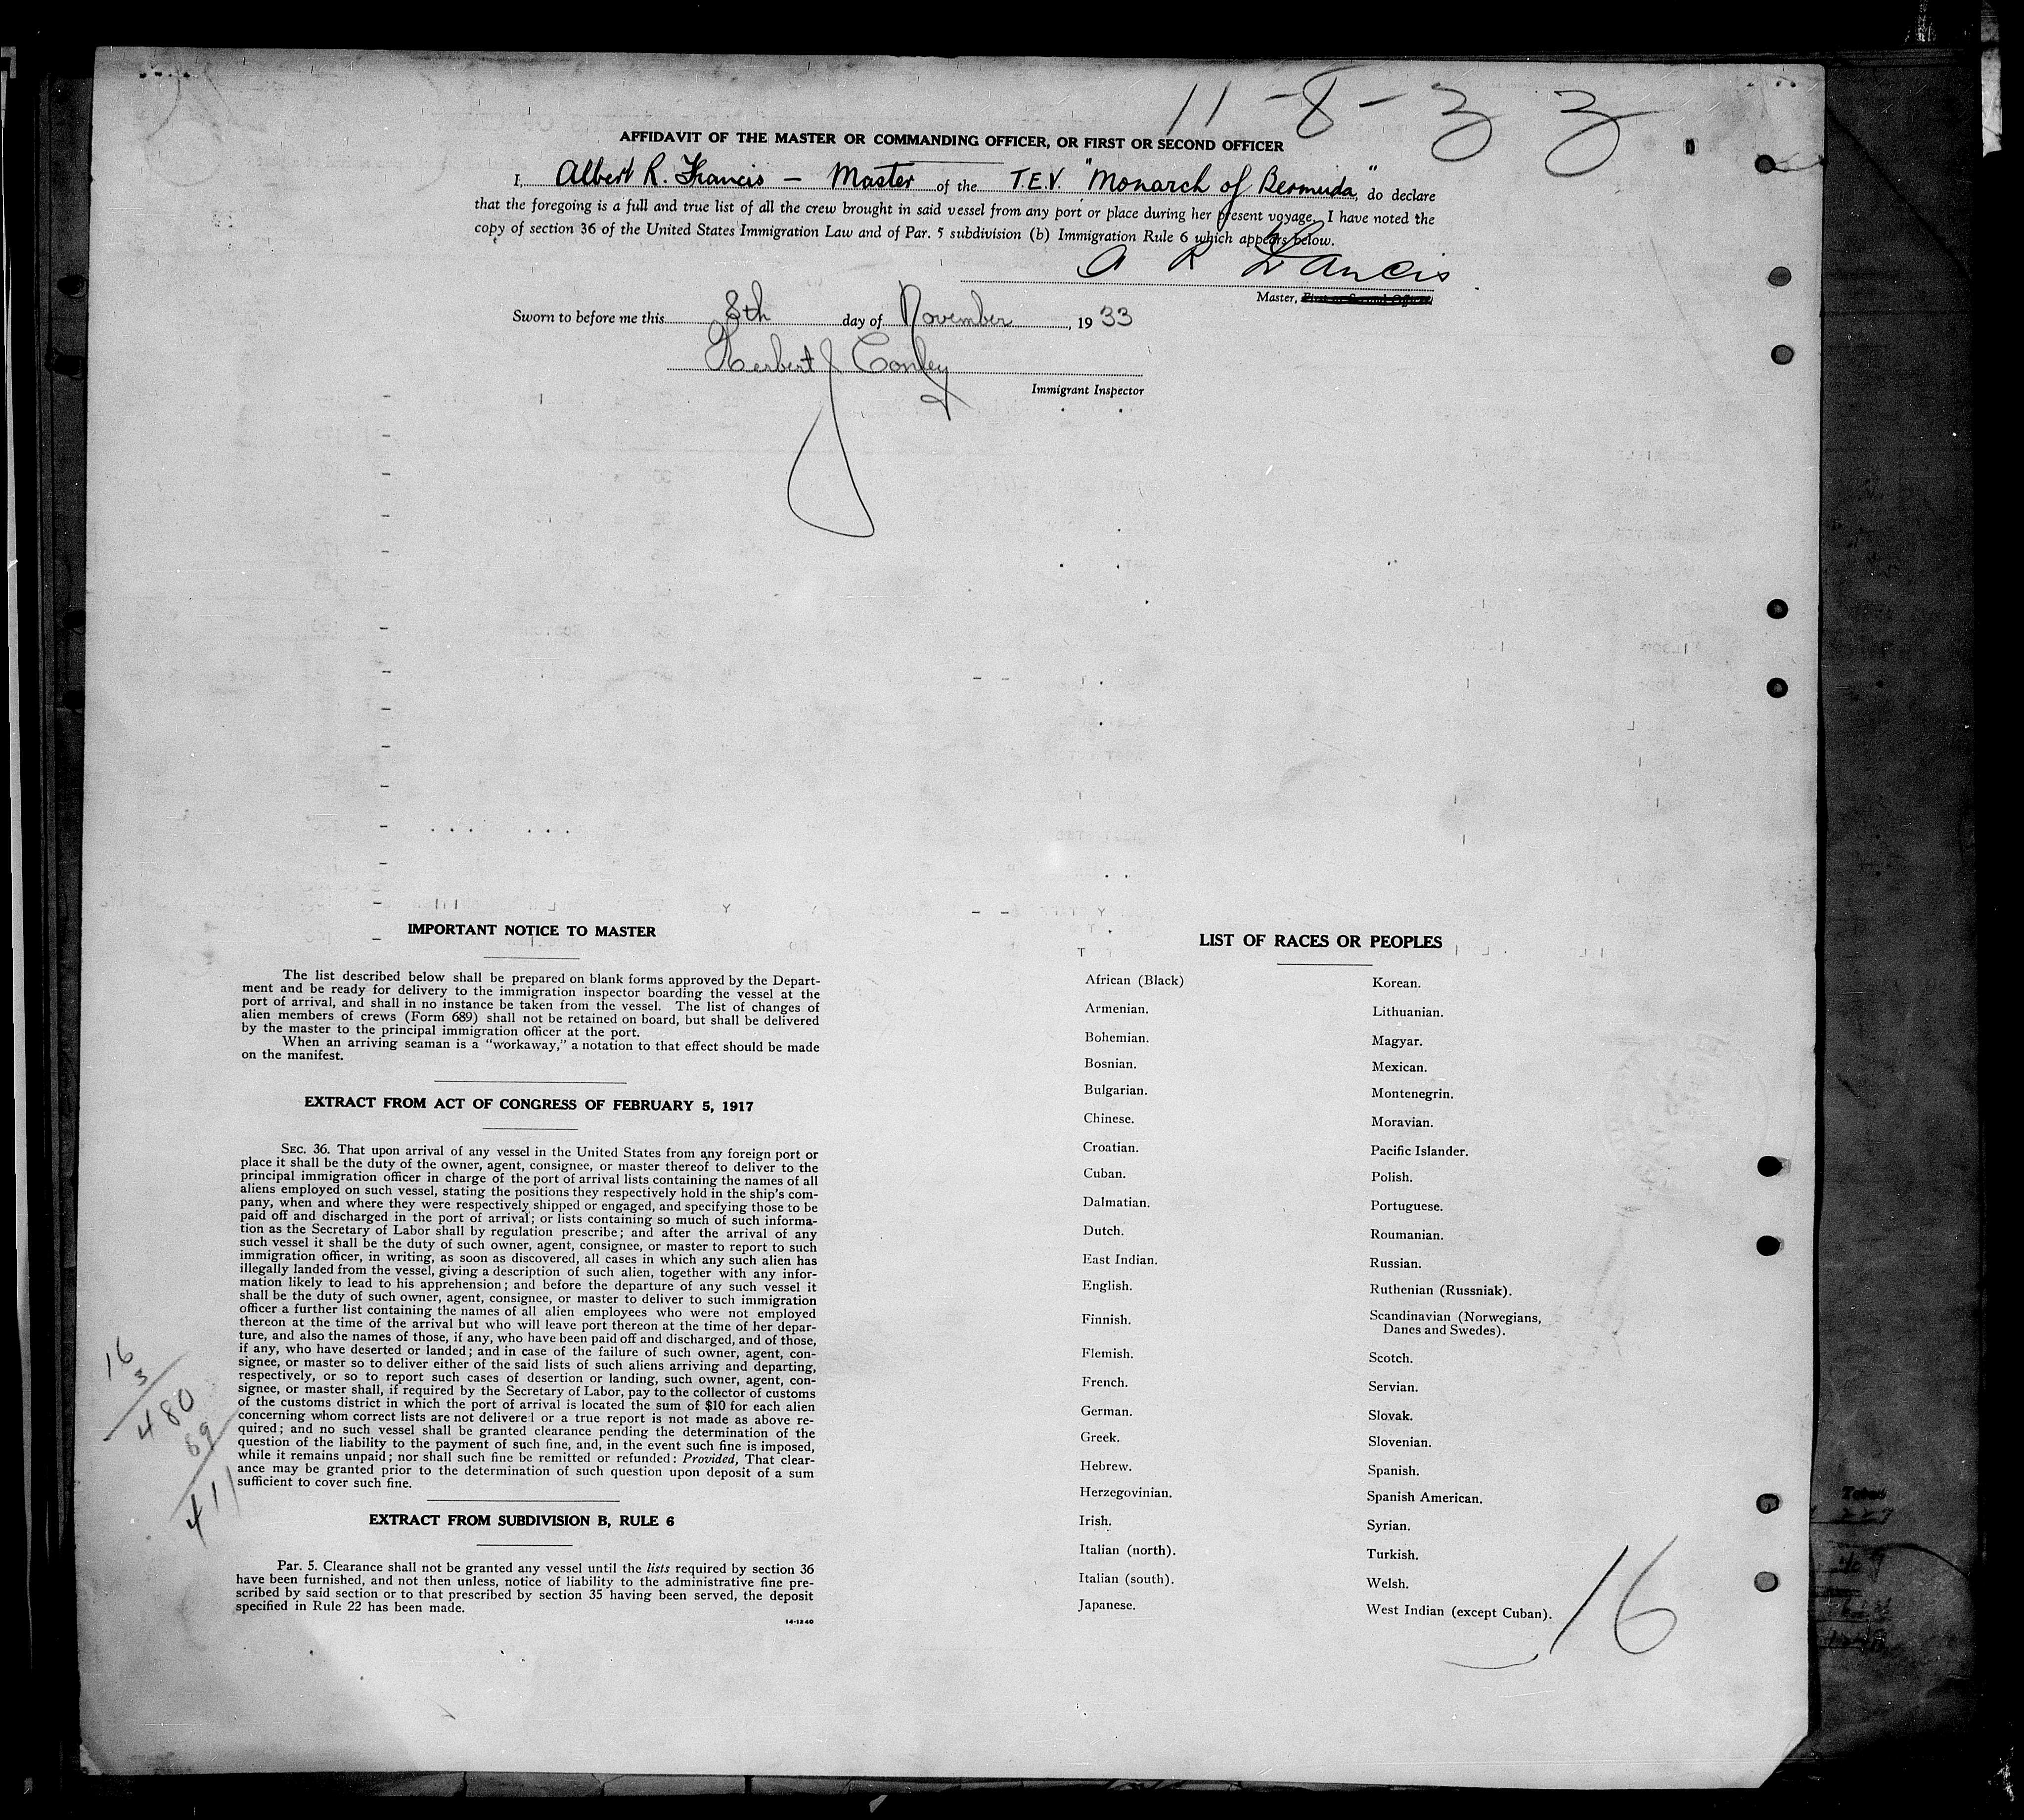 11-8-33
AFFIDAVIT OF THE MASTER OR COMMANDING OFFICER, OR FIRST OR SECOND OFFICER
I, Albert R. Francis – Master of the T.E.V. "Monarch of Bermuda", do declare
that the foregoing is a full and true list of all the crew brought in said vessel from any port or place during her present voyage. I have noted the
copy of section 36 of the United States Immigration Law and of Par. 5 subdivision (b) Immigration Rule 6 which appears below.
A R Francis
Master, First or Second Officer
Sworn to before me this 8th day of November, 1933
Herbert J Conley
Immigrant Inspector
IMPORTANT NOTICE TO MASTER
The list described below shall be prepared on blank forms approved by the Depart-
ment and be ready for delivery to the immigration inspector boarding the vessel at the
port of arrival, and shall in no instance be taken from the vessel. The list of changes of
alien members of crews (Form 689) shall not be retained on board, but shall be delivered
by the master to the principal immigration officer at the port.
When an arriving seaman is a "workaway," a notation to that effect should be made
on the manifest.
EXTRACT FROM ACT OF CONGRESS OF FEBRUARY 5, 1917
SEC. 36. That upon arrival of any vessel in the United States from any foreign port or
place it shall be the duty of the owner, agent, consignee, or master thereof to deliver to the
principal immigration officer in charge of the port of arrival lists containing the names of all
aliens employed on such vessel, stating the positions they respectively hold in the ship's com-
pany, when and where they were respectively shipped or engaged, and specifying those to be
paid off and discharged in the port of arrival; or lists containing so much of such informa-
tion as the Secretary of Labor shall by regulation prescribe; and after the arrival of any
such vessel it shall be the duty of such owner, agent, consignee, or master to report to such
immigration officer, in writing, as soon as discovered, all cases in which any such alien has
illegally landed from the vessel, giving a description of such alien, together with any infor-
mation likely to lead to his apprehension; and before the departure of any such vessel it
shall be the duty of such owner, agent, consignee, or master to deliver to such immigration
officer a further list containing the names of all alien employees who were not employed
thereon at the time of the arrival but who will leave port thereon at the time of her depar-
ture, and also the names of those, if any, who have been paid off and discharged, and of those,
if any, who have deserted or landed; and in case of the failure of such owner, agent, con-
signee, or master so to deliver either of the said lists of such aliens arriving and departing,
respectively, or so to report such cases of desertion or landing, such owner, agent, con-
signee, or master shall, if required by the Secretary of Labor, pay to the collector of customs
of the customs district in which the port of arrival is located the sum of $10 for each alien
concerning whom correct lists are not delivered or a true report is not made as above re-
quired; and no such vessel shall be granted clearance pending the determination of the
question of the liability to the payment of such fine, and, in the event such fine is imposed,
while it remains unpaid; nor shall such fine be remitted or refunded: Provided, That clear-
ance may be granted prior to the determination of such question upon deposit of a sum
sufficient to cover such fine.
EXTRACT FROM SUBDIVISION B, RULE 6
Par. 5. Clearance shall not be granted any vessel until the lists required by section 36
have been furnished, and not then unless, notice of liability to the administrative fine pre-
scribed by said section or to that prescribed by section 35 having been served, the deposit
specified in Rule 22 has been made.
14-1240
16
3
480
69
411
LIST OF RACES OR PEOPLES
African (Black)
Armenian.
Bohemian.
Bosnian.
Bulgarian.
Chinese.
Croatian.
Cuban.
Dalmatian.
Dutch.
East Indian.
English.
Finnish.
Flemish.
French.
German.
Greek.
Hebrew.
Herzegovinian.
Irish.
Italian (north).
Italian (south).
Japanese.
Korean.
Lithuanian.
Magyar.
Mexican.
Montenegrin.
Moravian.
Pacific Islander.
Polish.
Portuguese.
Roumanian.
Russian.
Ruthenian (Russniak).
Scandinavian (Norwegians,
Danes and Swedes).
Scotch.
Servian.
Slovak.
Slovenian.
Spanish.
Spanish American.
Syrian.
Turkish.
Welsh.
West Indian (except Cuban).
16